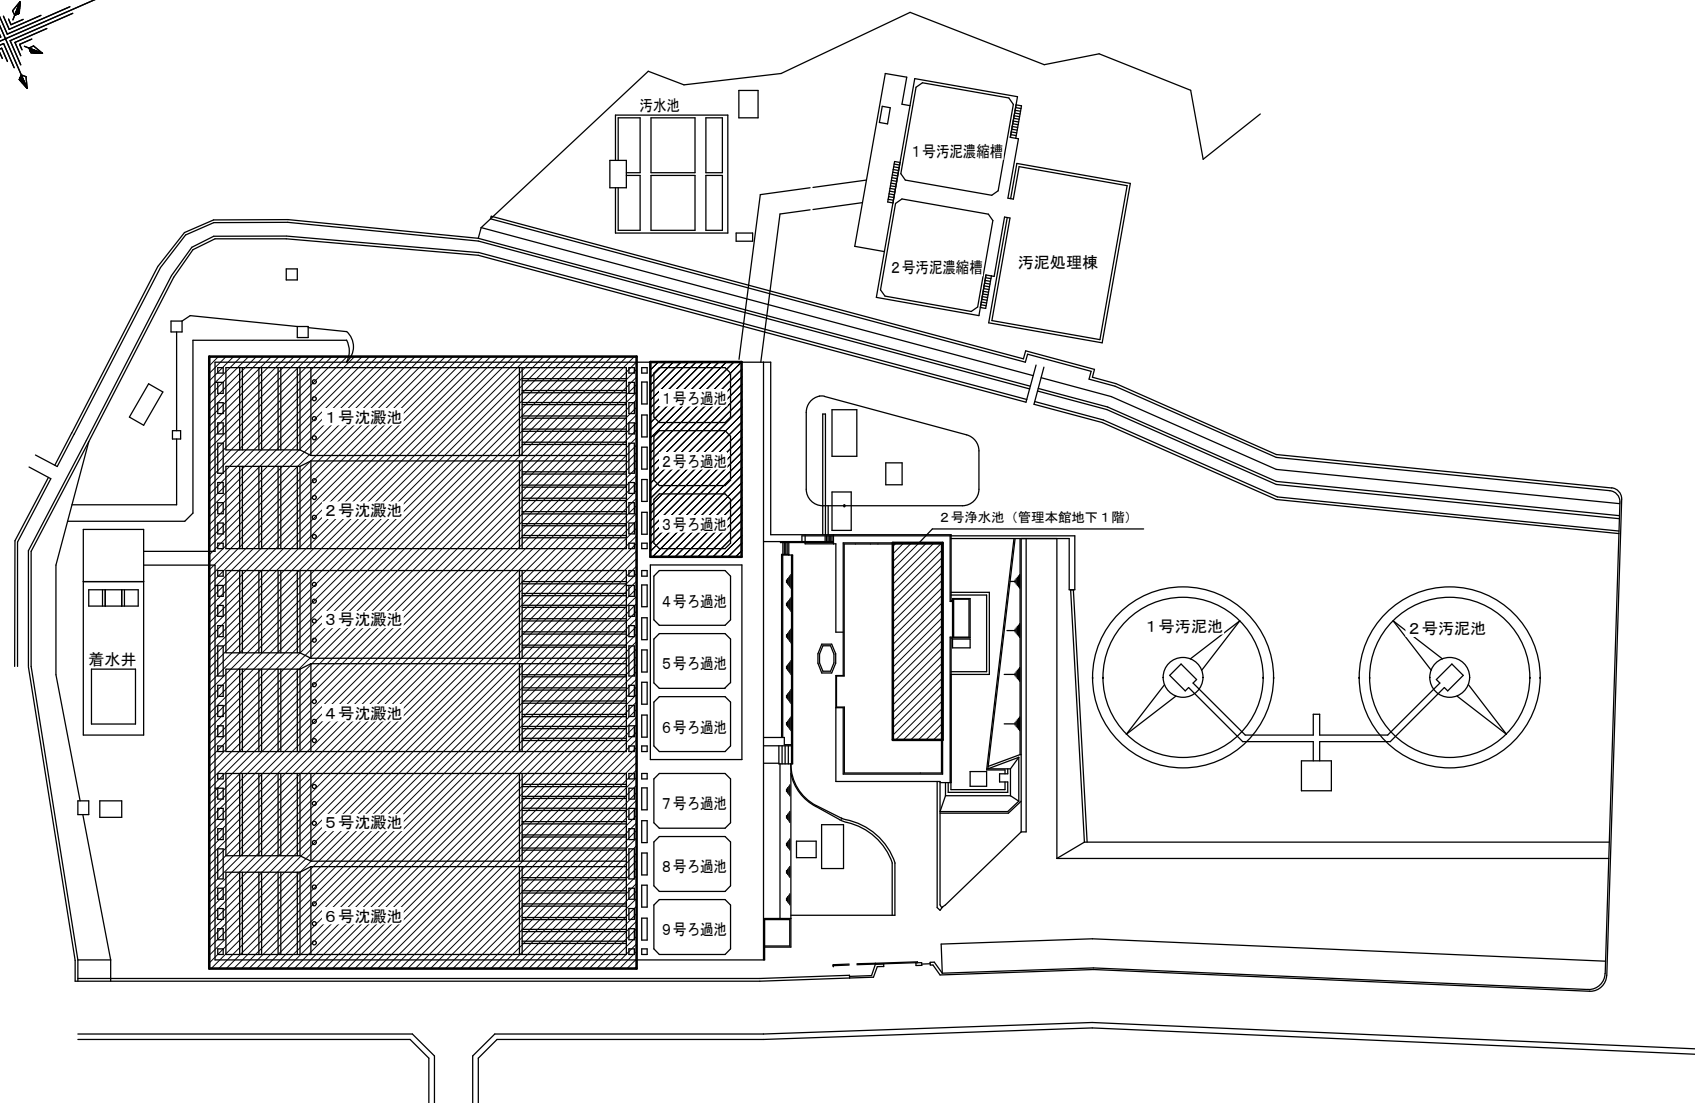 汚水池
1号汚泥濃縮槽
2号汚泥濃縮槽
汚泥処理棟
1号沈澱池
2号沈澱池
3号沈澱池
4号沈澱池
5号沈澱池
6号沈澱池
1号ろ過池
2号ろ過池
3号ろ過池
4号ろ過池
5号ろ過池
6号ろ過池
7号ろ過池
8号ろ過池
9号ろ過池
着水井
2号浄水池（管理本館地下1階）
1号汚泥池
2号汚泥池